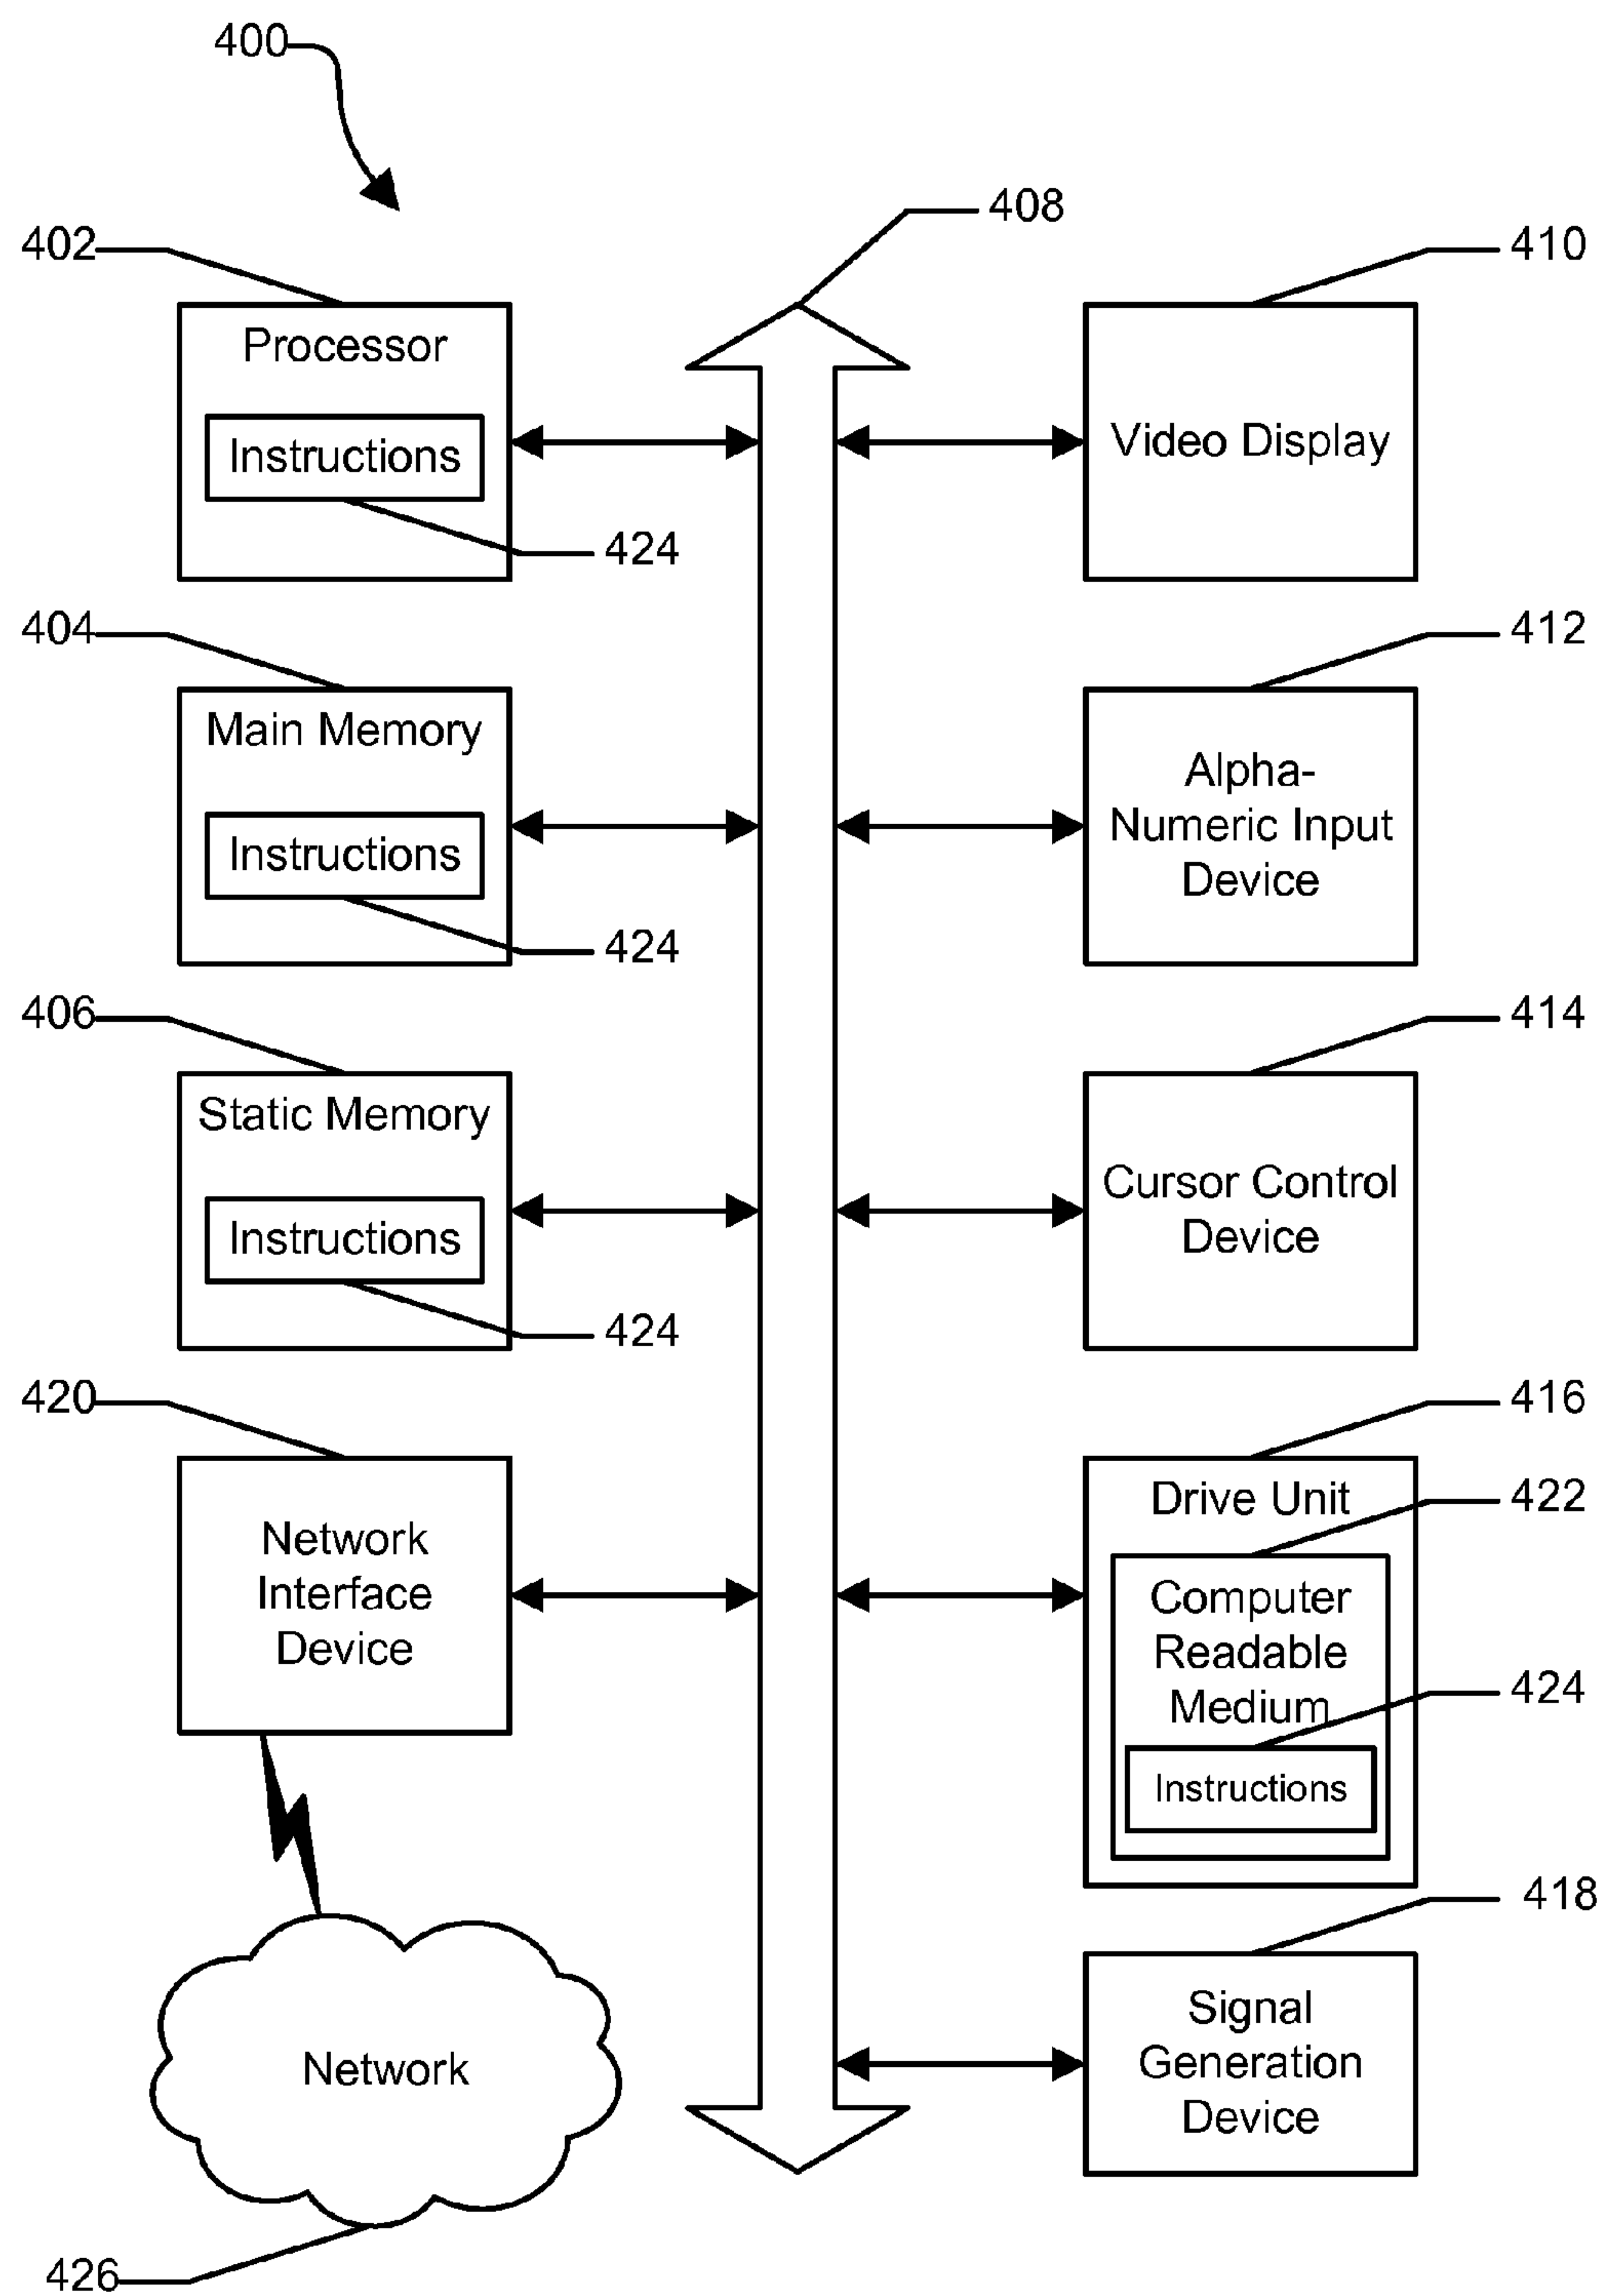 400
408
402
Processor
Instructions
424
404
Main Memory
Instructions
424
406
Static Memory
Instructions
424
420
Network
Interface
Device
Network
426
410
Video Display
412
Alpha-
Numeric Input
Device
414
Cursor Control
Device
416
Drive Unit
422
Computer
Readable
Medium
424
Instructions
418
Signal
Generation
Device